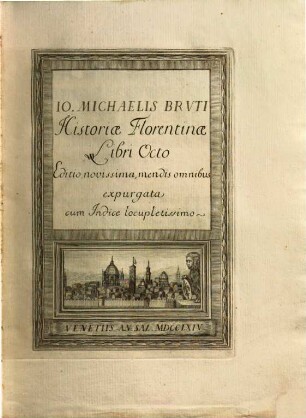 IO. MICHAELIS BRVTI
Historiæ Florentinæ
Libri Octo
Editio novissima, mendis omnibus
expurgata
cum Indice locupletissimo
VENETIIS AN. SAL. MDCCLXIV.